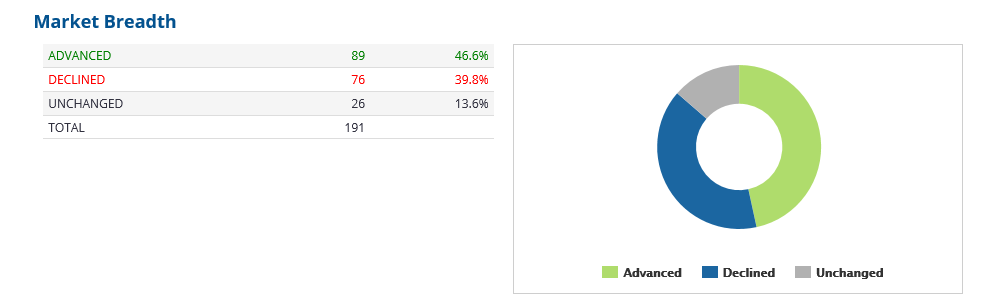 Market Breadth
ADVANCED 89 46.6%
DECLINED 76 39.8%
UNCHANGED 26 13.6%
TOTAL 191
Advanced Declined Unchanged